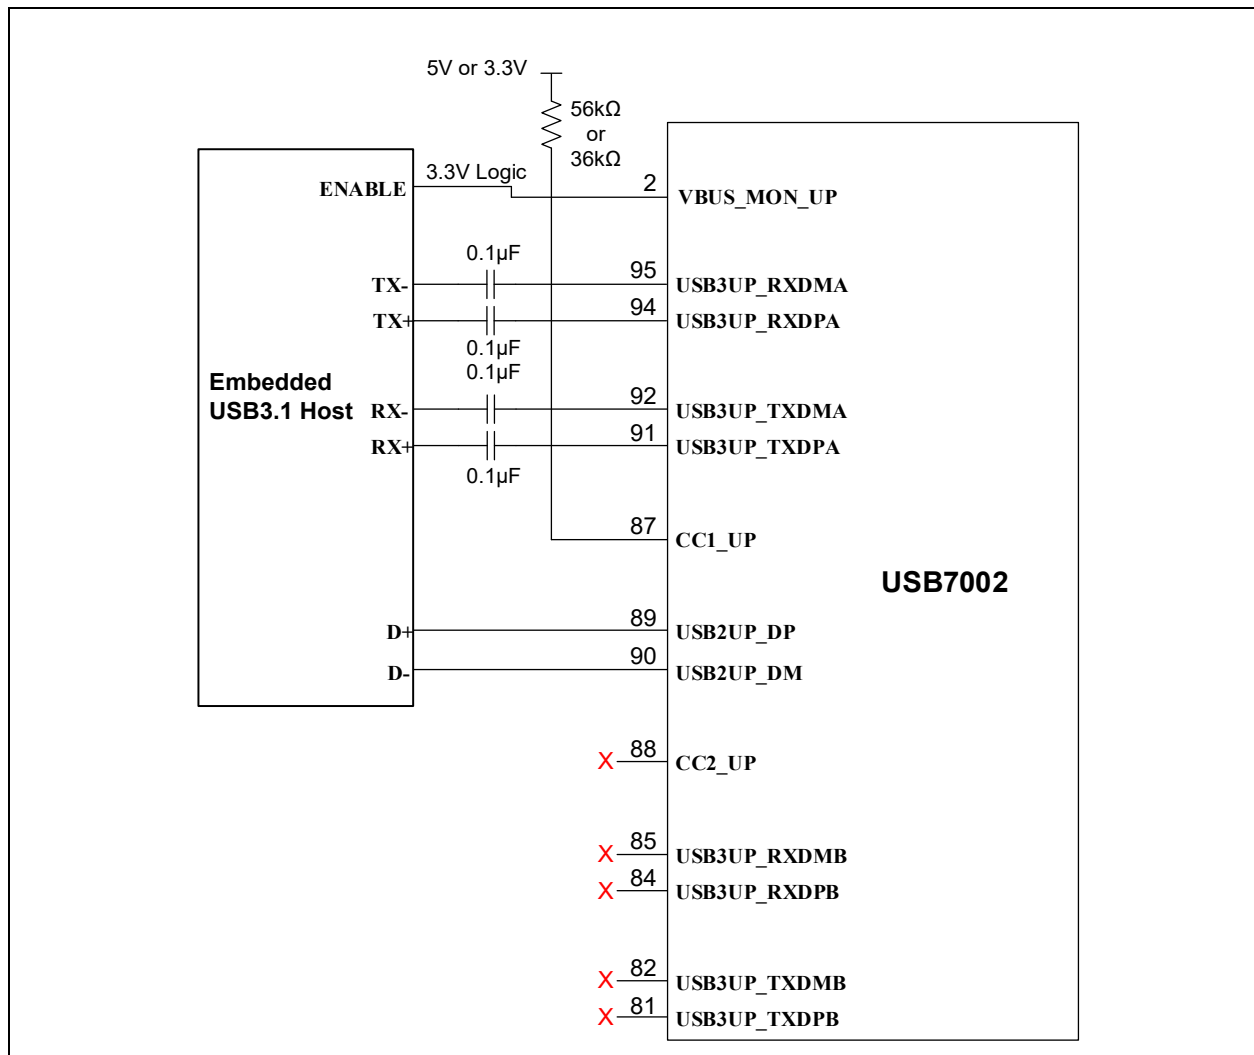 5V or 3.3V
56kΩ
or
36kΩ
ENABLE
3.3V Logic
2
VBUS_MON_UP
0.1µF
TX-
95
USB3UP_RXDMA
TX+
94
USB3UP_RXDPA
0.1µF
0.1µF
Embedded
USB3.1 Host
RX-
92
USB3UP_TXDMA
RX+
91
USB3UP_TXDPA
0.1µF
87
CC1_UP
USB7002
D+
89
USB2UP_DP
D-
90
USB2UP_DM
X
88
CC2_UP
X
85
USB3UP_RXDMB
X
84
USB3UP_RXDPB
X
82
USB3UP_TXDMB
X
81
USB3UP_TXDPB